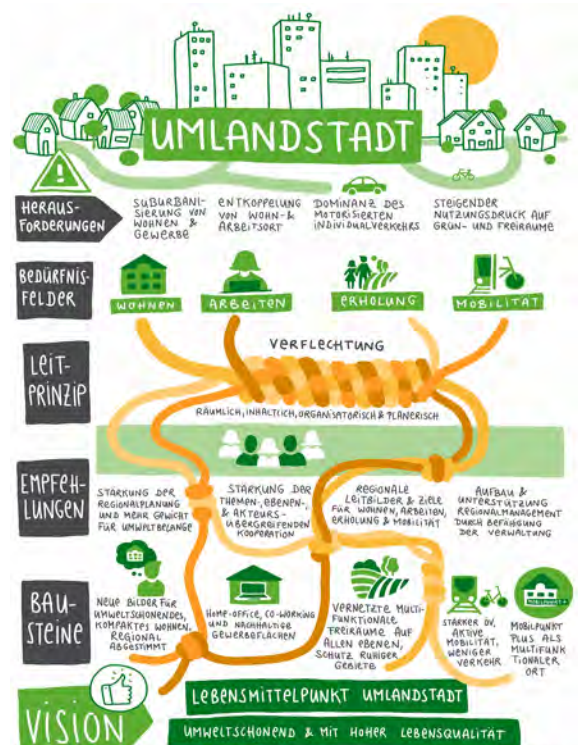 UMLANDSTADT
HERAUS-
FORDERUNGEN
SUBURBANI-
SIERUNG VON
WOHNEN &
GEWERBE
ENTKOPPELUNG
VON WOHN- &
ARBEITSORT
DOMINANZ DES
MOTORISIERTEN
INDIVIDUALVERKEHRS
STEIGENDER
NUTZUNGSDRUCK AUF
GRÜN- UND FREIRÄUME
BEDÜRFNIS-
FELDER
WOHNEN
ARBEITEN
ERHOLUNG
MOBILITÄT
LEIT-
PRINZIP
VERFLECHTUNG
RÄUMLICH, INHALTLICH, ORGANISATORISCH & PLANERISCH
EMPFEH-
LUNGEN
STÄRKUNG DER
REGIONALPLANUNG
UND MEHR GEWICHT
FÜR UMWELTBELANGE
STÄRKUNG DER
THEMEN-, EBENEN-,
& AKTEURS-
ÜBERGREIFENDEN
KOOPERATION
REGIONALE
LEITBILDER & ZIELE
FÜR WOHNEN, ARBEITEN,
ERHOLUNG & MOBILITÄT
AUFBAU &
UNTERSTÜTZUNG
REGIONALMANAGEMENT
DURCH BEFÄHIGUNG
DER VERWALTUNG
BAU-
STEINE
NEUE BILDER FÜR
UMWELTSCHONENDES,
KOMPAKTES WOHNEN,
REGIONAL
ABGESTIMMT
HOME-OFFICE, CO-WORKING
UND NACHHALTIGE
GEWERBEFLÄCHEN
VERNETZTE MULTI-
FUNKTIONALE
FREIRÄUME AUF
ALLEN EBENEN,
SCHUTZ RUHIGER
GEBIETE
STARKER ÖV,
AKTIVE
MOBILITÄT,
WENIGER
VERKEHR
MOBILPUNKT+
MOBILPUNKT
PLUS ALS
MULTIFUNK
TIONALER
ORT
VISION
LEBENSMITTELPUNKT UMLANDSTADT
UMWELTSCHONEND & MIT HOHER LEBENSQUALITÄT